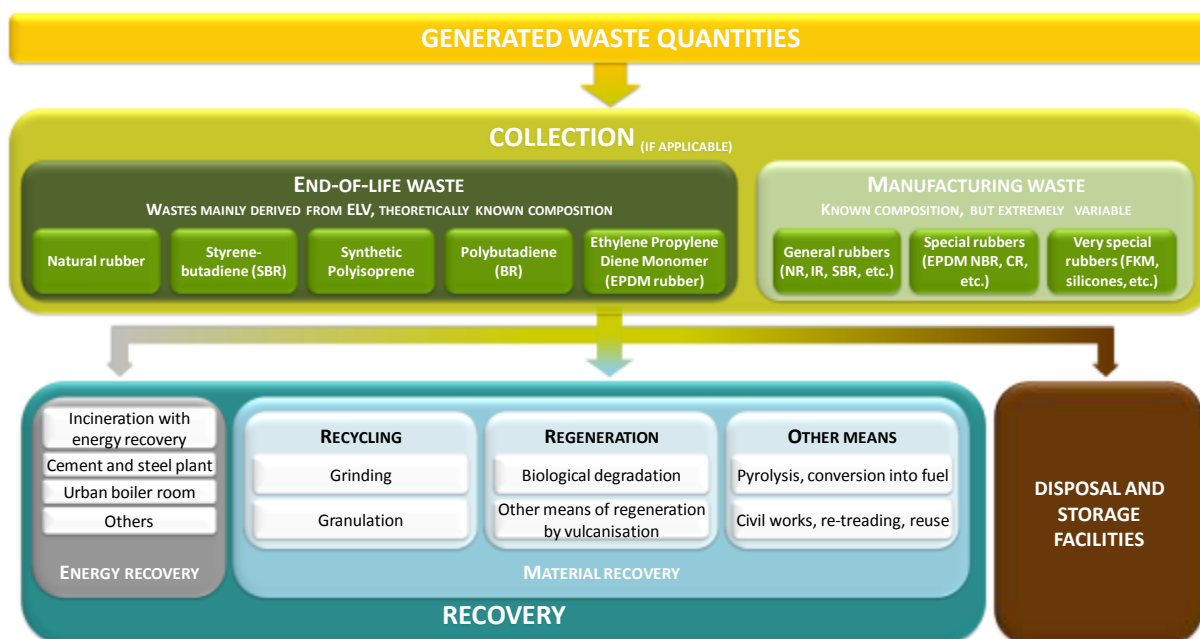 GENERATED WASTE QUANTITIES
COLLECTION (IF APPLICABLE)
END-OF-LIFE WASTE
WASTES MAINLY DERIVED FROM ELV, THEORETICALLY KNOWN COMPOSITION
Natural rubber
Styrene-
butadiene (SBR)
Synthetic
Polyisoprene
Polybutadiene
(BR)
Ethylene Propylene
Diene Monomer
(EPDM rubber)
MANUFACTURING WASTE
KNOWN COMPOSITION, BUT EXTREMELY VARIABLE
General rubbers
(NR, IR, SBR, etc.)
Special rubbers
(EPDM NBR, CR,
etc.)
Very special
rubbers (FKM,
silicones, etc.)
Incineration with
energy recovery
Cement and steel plant
Urban boiler room
Others
ENERGY RECOVERY
RECYCLING
Grinding
Granulation
REGENERATION
Biological degradation
Other means of regeneration
by vulcanisation
OTHER MEANS
Pyrolysis, conversion into fuel
Civil works, re-treading, reuse
MATERIAL RECOVERY
RECOVERY
DISPOSAL AND
STORAGE
FACILITIES